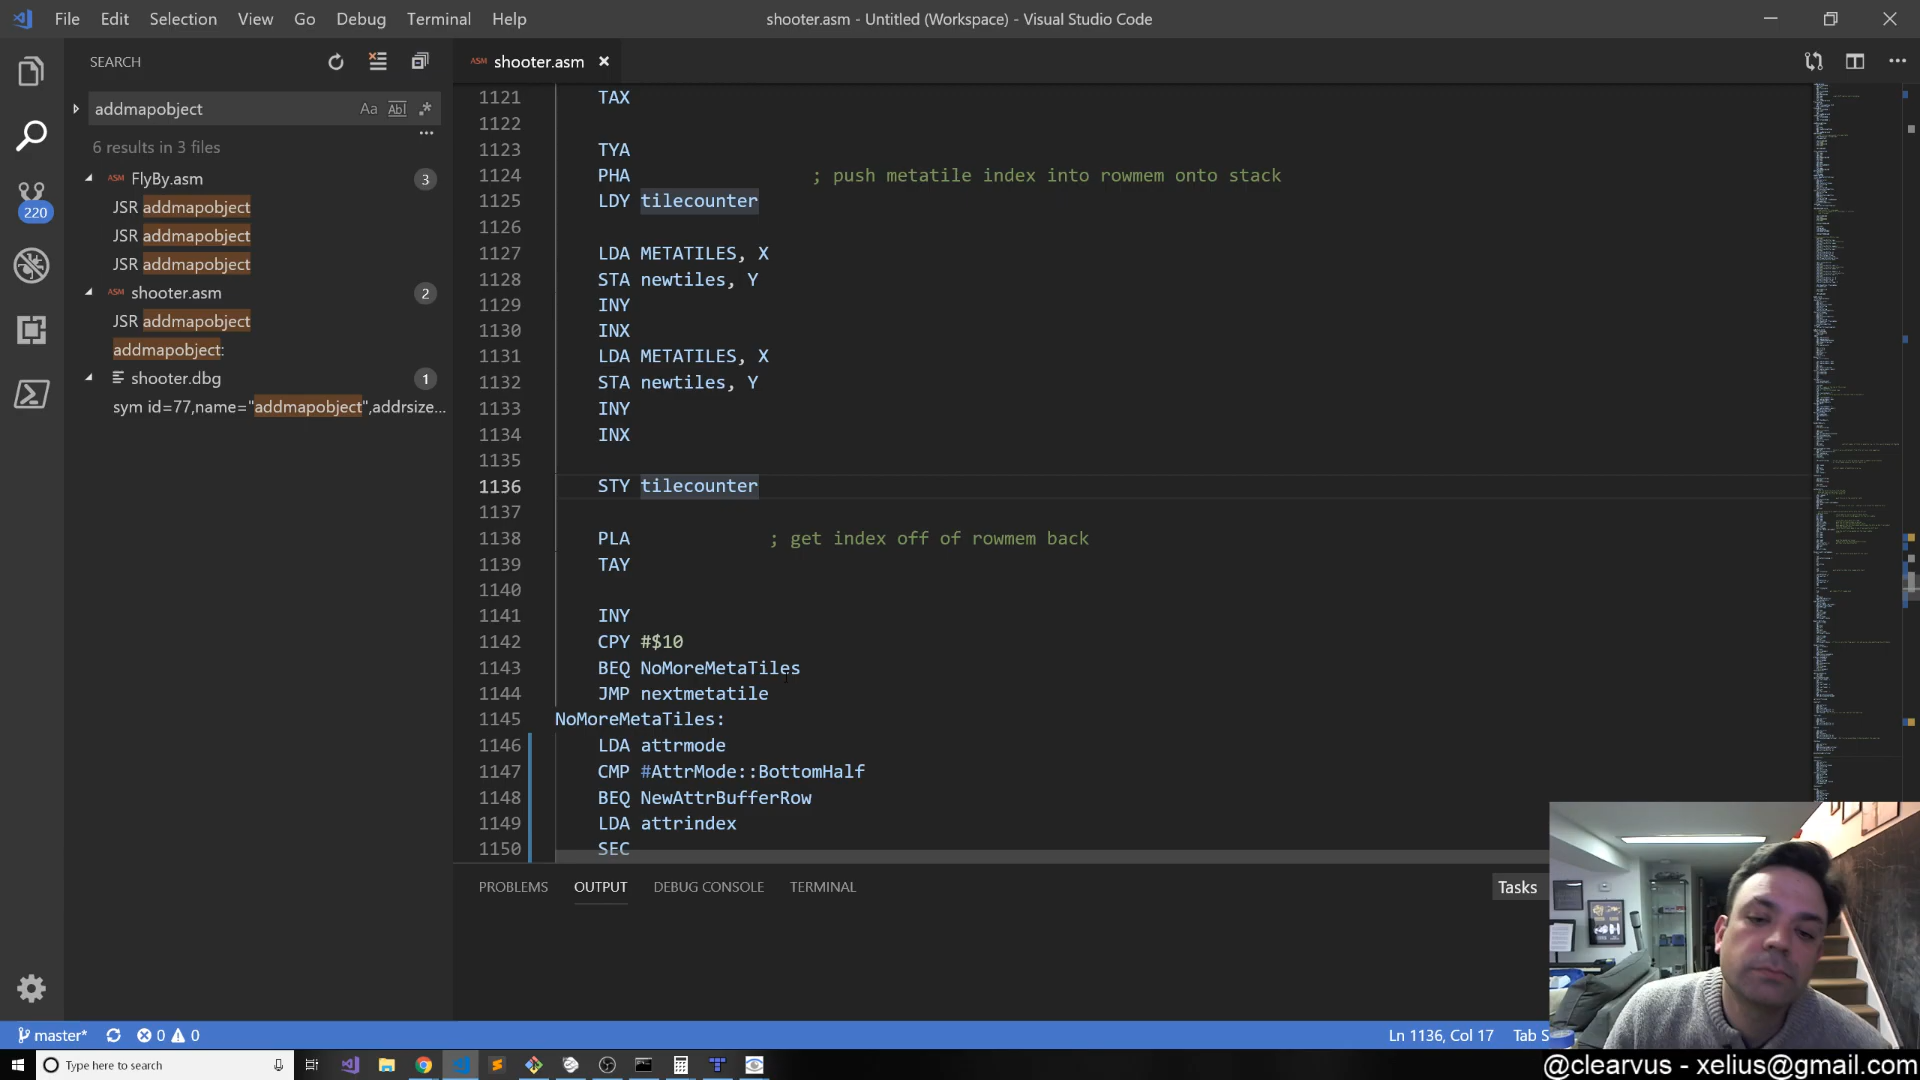 File Edit Selection View Go Debug Terminal Help
shooter.asm - Untitled (Workspace) - Visual Studio Code
SEARCH
addmapobject
Aa Abl .*
6 results in 3 files
ASM FlyBy.asm 3
JSR addmapobject
JSR addmapobject
JSR addmapobject
ASM shooter.asm 2
JSR addmapobject
addmapobject:
shooter.dbg 1
sym id=77,name="addmapobject",addrsize...
220
ASM shooter.asm
1121 TAX
1122
1123 TYA
1124 PHA ; push metatile index into rowmem onto stack
1125 LDY tilecounter
1126
1127 LDA METATILES, X
1128 STA newtiles, Y
1129 INY
1130 INX
1131 LDA METATILES, X
1132 STA newtiles, Y
1133 INY
1134 INX
1135
1136 STY tilecounter
1137
1138 PLA ; get index off of rowmem back
1139 TAY
1140
1141 INY
1142 CPY #$10
1143 BEQ NoMoreMetaTiles
1144 JMP nextmetatile
1145 NoMoreMetaTiles:
1146 LDA attrmode
1147 CMP #AttrMode::BottomHalf
1148 BEQ NewAttrBufferRow
1149 LDA attrindex
1150 SEC
PROBLEMS OUTPUT DEBUG CONSOLE TERMINAL
Tasks
master* 0 0
Ln 1136, Col 17 Tab S
Type here to search
@clearvus - xelius@gmail.com